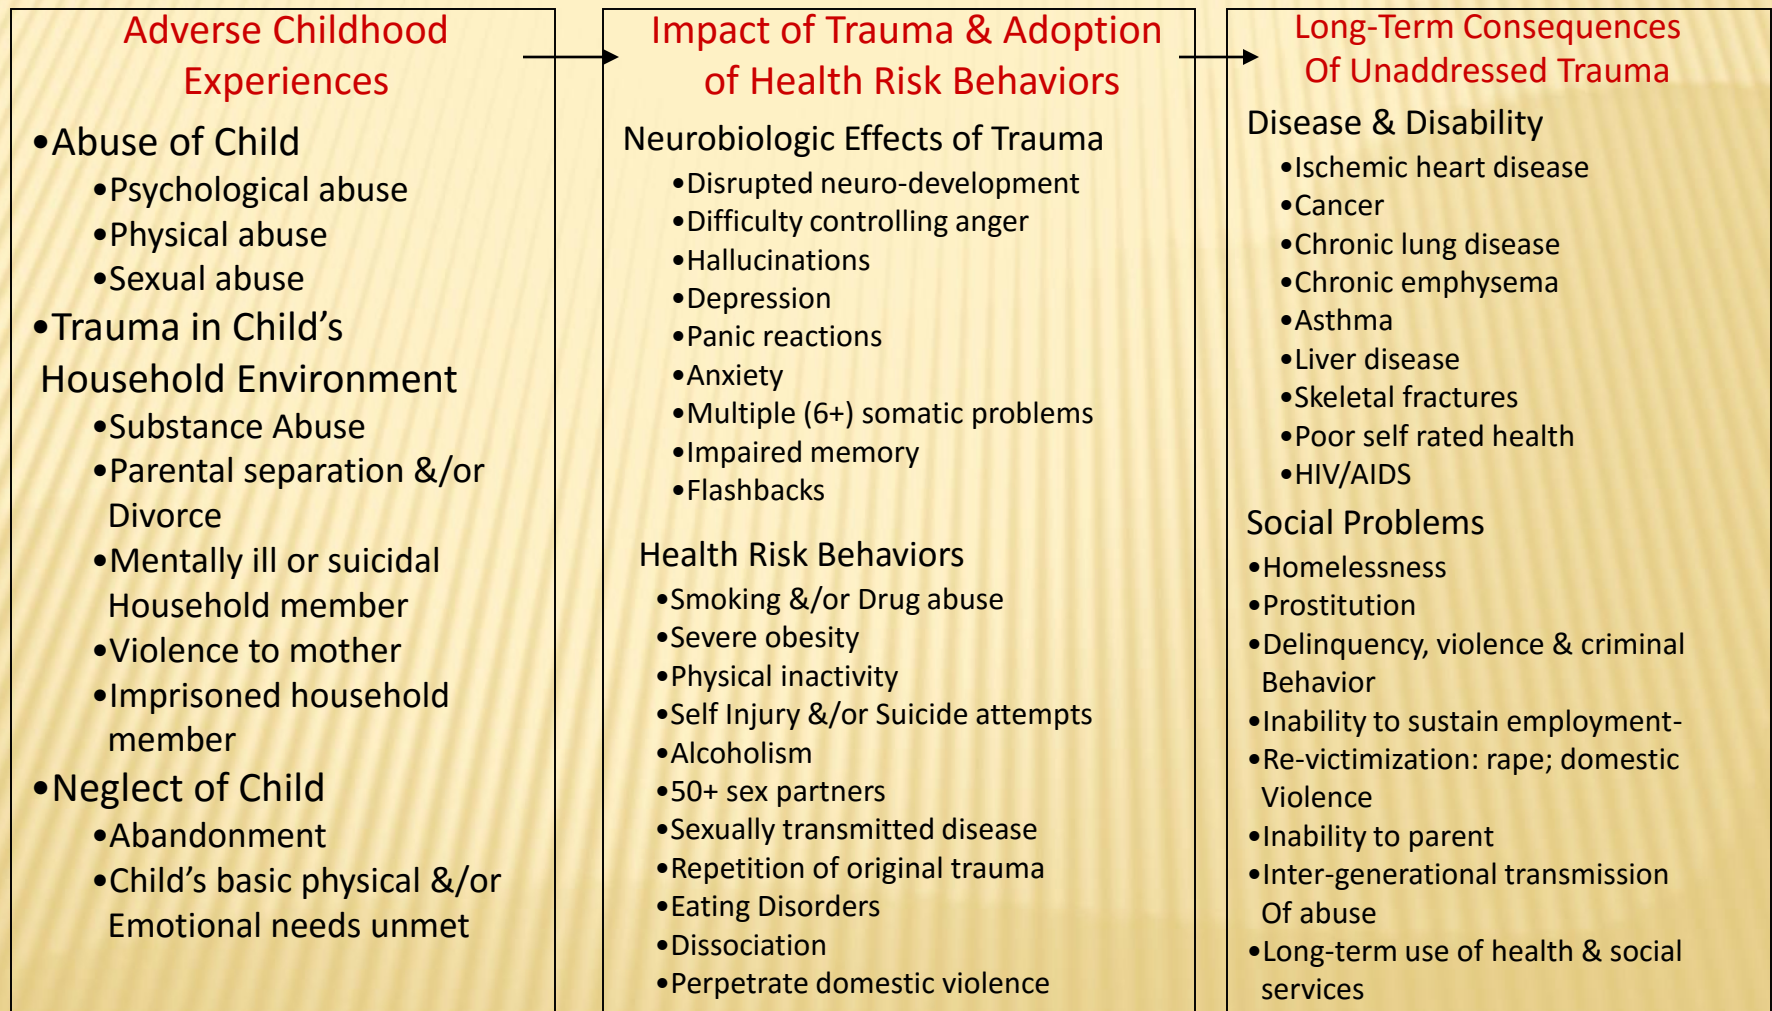 Adverse Childhood
Experiences
•Abuse of Child
•Psychological abuse
•Physical abuse
•Sexual abuse
•Trauma in Child’s
Household Environment
•Substance Abuse
•Parental separation &/or
Divorce
•Mentally ill or suicidal
Household member
•Violence to mother
•Imprisoned household
member
•Neglect of Child
•Abandonment
•Child’s basic physical &/or
Emotional needs unmet
Impact of Trauma & Adoption
of Health Risk Behaviors
Neurobiologic Effects of Trauma
•Disrupted neuro-development
•Difficulty controlling anger
•Hallucinations
•Depression
•Panic reactions
•Anxiety
•Multiple (6+) somatic problems
•Impaired memory
•Flashbacks
Health Risk Behaviors
•Smoking &/or Drug abuse
•Severe obesity
•Physical inactivity
•Self Injury &/or Suicide attempts
•Alcoholism
•50+ sex partners
•Sexually transmitted disease
•Repetition of original trauma
•Eating Disorders
•Dissociation
•Perpetrate domestic violence
Long-Term Consequences
Of Unaddressed Trauma
Disease & Disability
•Ischemic heart disease
•Cancer
•Chronic lung disease
•Chronic emphysema
•Asthma
•Liver disease
•Skeletal fractures
•Poor self rated health
•HIV/AIDS
Social Problems
•Homelessness
•Prostitution
•Delinquency, violence & criminal
Behavior
•Inability to sustain employment-
•Re-victimization: rape; domestic
Violence
•Inability to parent
•Inter-generational transmission
Of abuse
•Long-term use of health & social
services